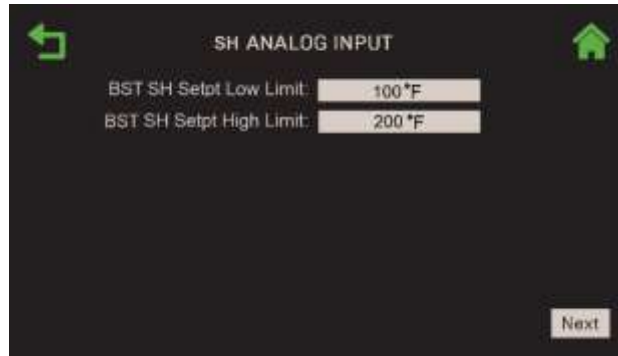 SH ANALOG INPUT
BST SH Setpt Low Limit: 100°F
BST SH Setpt High Limit: 200 °F
Next